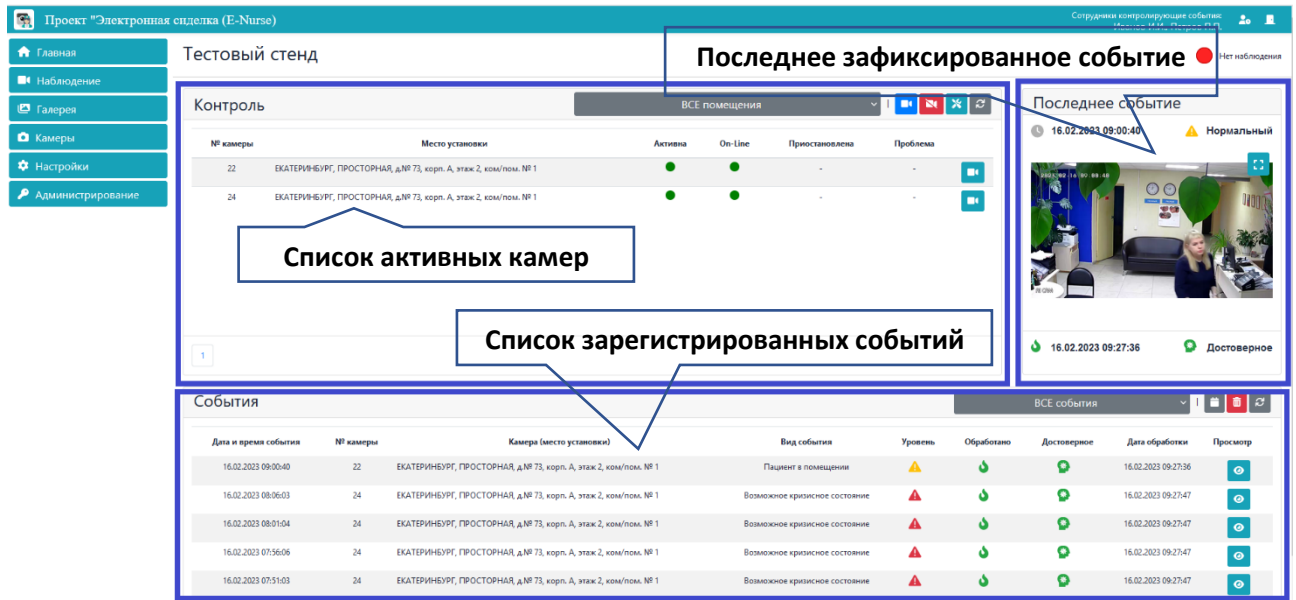 Проект "Электронная сиделка (E-Nurse)
Сотрудники контролирующие события:
Иванов И.И., Петров П.П.
Главная
Наблюдение
Галерея
Камеры
Настройки
Администрирование
Тестовый стенд
Последнее зафиксированное событие
Нет наблюдения
Контроль
ВСЕ помещения
№ камеры Место установки Активна On-Line Приостановлена Проблема
22 ЕКАТЕРИНБУРГ, ПРОСТОРНАЯ, д.№ 73, корп. А, этаж 2, ком/пом. № 1 - -
24 ЕКАТЕРИНБУРГ, ПРОСТОРНАЯ, д.№ 73, корп. А, этаж 2, ком/пом. № 1 - -
Список активных камер
1
Последнее событие
16.02.2023 09:00:40 Нормальный
16.02.2023 09:27:36 Достоверное
Список зарегистрированных событий
События
ВСЕ события
Дата и время события № камеры Камера (место установки) Вид события Уровень Обработано Достоверное Дата обработки Просмотр
16.02.2023 09:00:40 22 ЕКАТЕРИНБУРГ, ПРОСТОРНАЯ, д.№ 73, корп. А, этаж 2, ком/пом. № 1 Пациент в помещении 16.02.2023 09:27:36
16.02.2023 08:06:03 24 ЕКАТЕРИНБУРГ, ПРОСТОРНАЯ, д.№ 73, корп. А, этаж 2, ком/пом. № 1 Возможное кризисное состояние 16.02.2023 09:27:47
16.02.2023 08:01:04 24 ЕКАТЕРИНБУРГ, ПРОСТОРНАЯ, д.№ 73, корп. А, этаж 2, ком/пом. № 1 Возможное кризисное состояние 16.02.2023 09:27:47
16.02.2023 07:56:06 24 ЕКАТЕРИНБУРГ, ПРОСТОРНАЯ, д.№ 73, корп. А, этаж 2, ком/пом. № 1 Возможное кризисное состояние 16.02.2023 09:27:47
16.02.2023 07:51:03 24 ЕКАТЕРИНБУРГ, ПРОСТОРНАЯ, д.№ 73, корп. А, этаж 2, ком/пом. № 1 Возможное кризисное состояние 16.02.2023 09:27:47